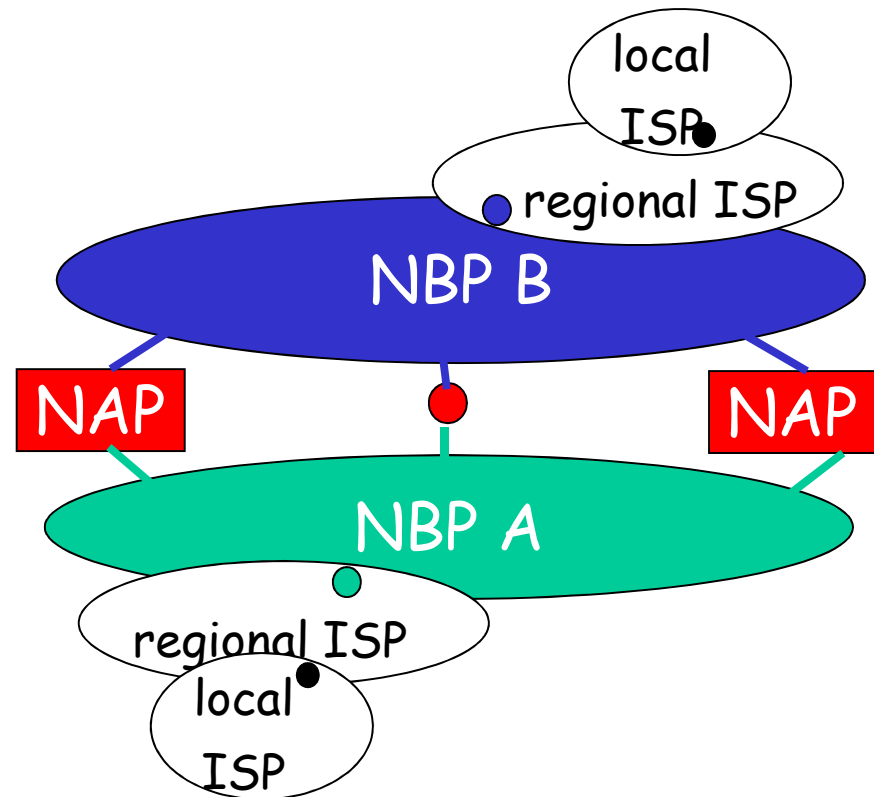 local
ISP
regional ISP
NBP B
NAP
NAP
NBP A
regional ISP
local
ISP